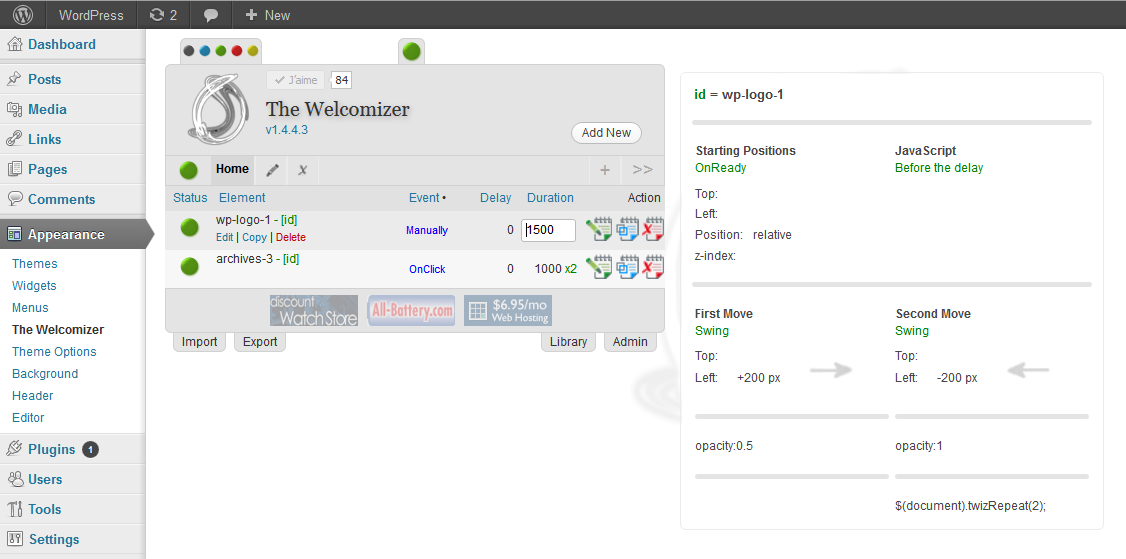 WordPress
2
+ New
Dashboard
Posts
Media
Links
Pages
Comments
Appearance
Themes
Widgets
Menus
The Welcomizer
Theme Options
Background
Header
Editor
Plugins 1
Users
Tools
Settings
J'aime 84
The Welcomizer
v1.4.4.3
Add New
Home x + >>
Status Element Event • Delay Duration Action
wp-logo-1 - [id] Manually 0 1500
Edit | Copy | Delete
archives-3 - [id] OnClick 0 1000 x2
discount
Watch Store
All-Battery.com
$6.95/mo
Web Hosting
Import Export Library Admin
id = wp-logo-1
Starting Positions JavaScript
OnReady Before the delay
Top:
Left:
Position: relative
z-index:
First Move Second Move
Swing Swing
Top: Top:
Left: +200 px Left: -200 px
opacity:0.5 opacity:1
$(document).twizRepeat(2);